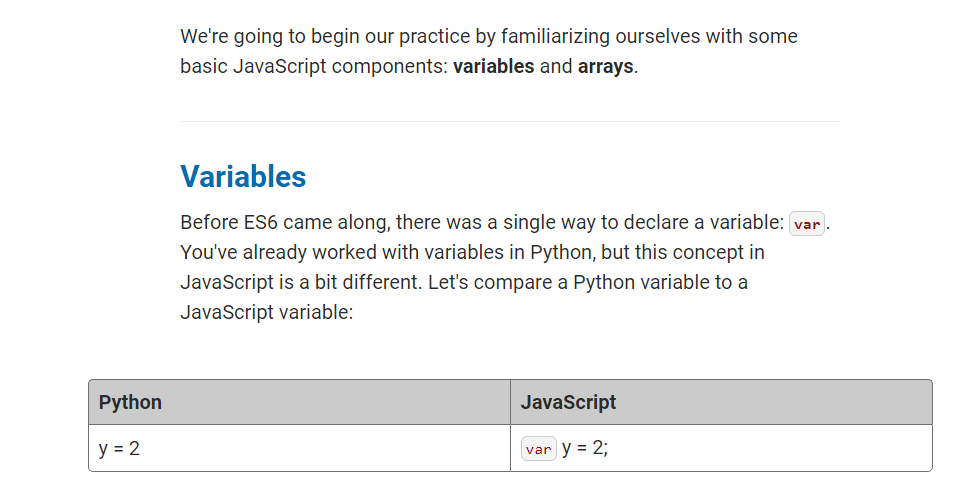 We're going to begin our practice by familiarizing ourselves with some
basic JavaScript components: variables and arrays.
Variables
Before ES6 came along, there was a single way to declare a variable: var.
You've already worked with variables in Python, but this concept in
JavaScript is a bit different. Let's compare a Python variable to a
JavaScript variable:
Python JavaScript
y = 2 var y = 2;